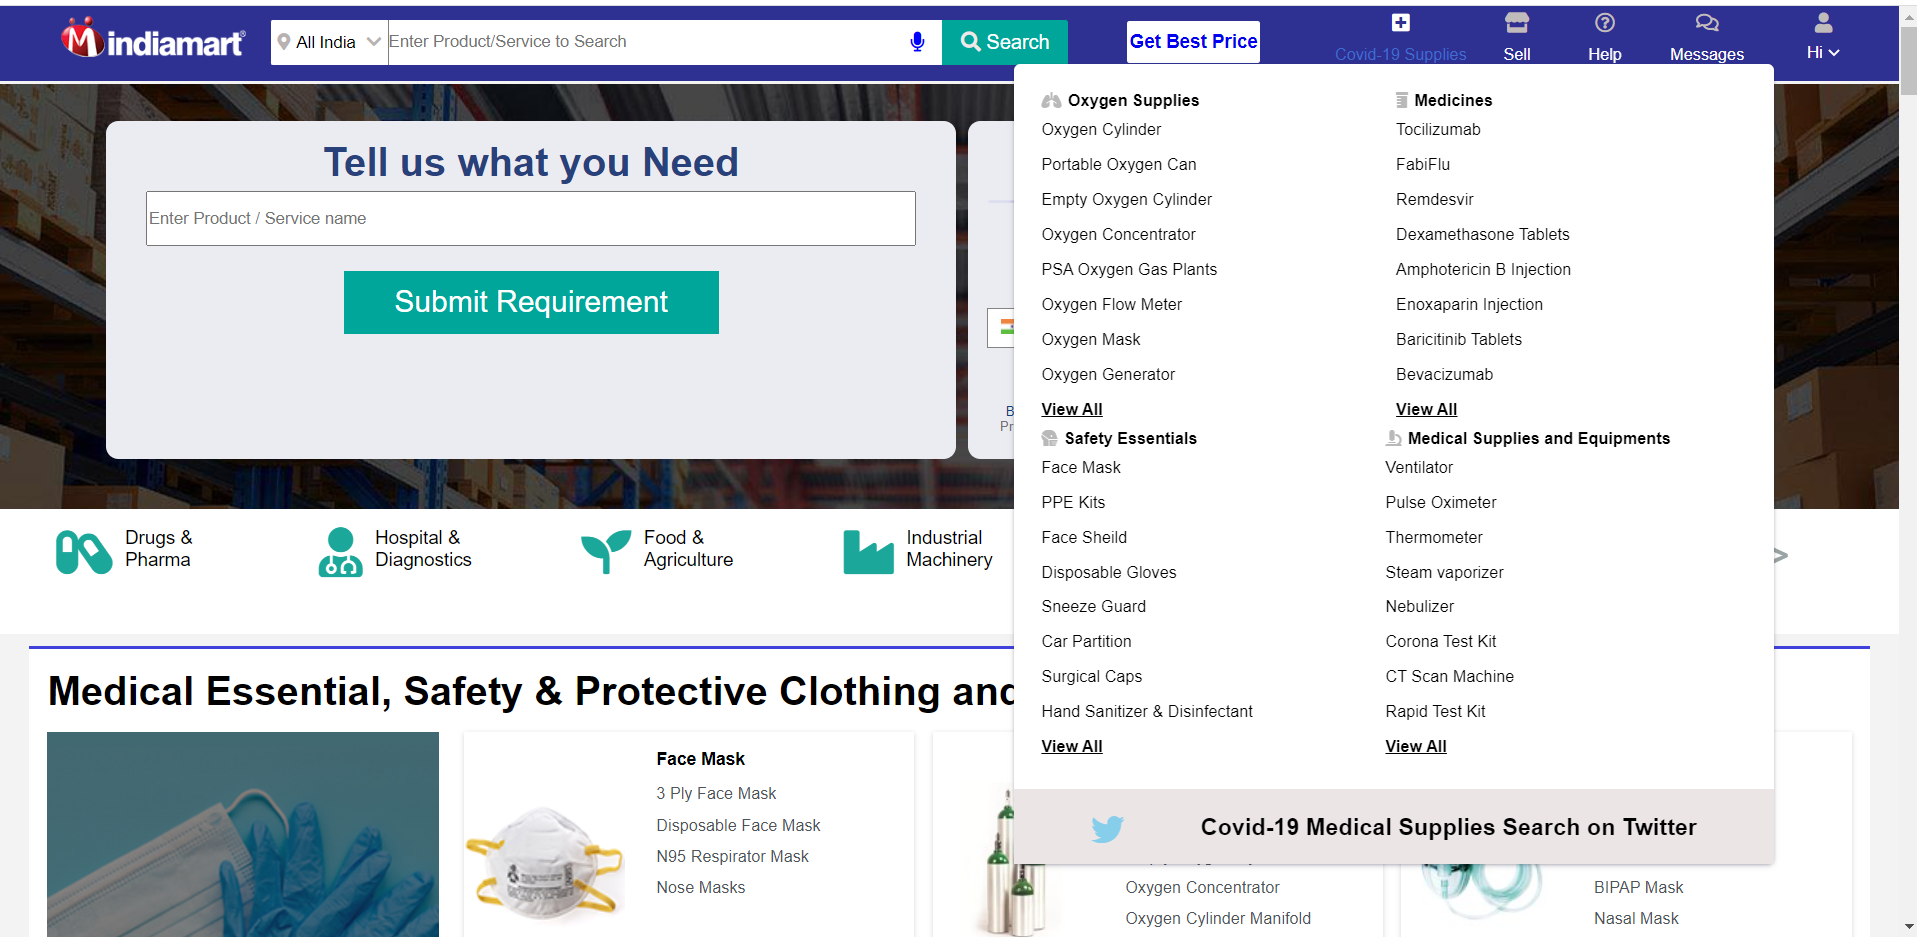 indiamart
All India
Enter Product/Service to Search
Search
Get Best Price
Covid-19 Supplies
Sell
Help
Messages
Hi
Tell us what you Need
Enter Product / Service name
Submit Requirement
B
Pr
Oxygen Supplies
Oxygen Cylinder
Portable Oxygen Can
Empty Oxygen Cylinder
Oxygen Concentrator
PSA Oxygen Gas Plants
Oxygen Flow Meter
Oxygen Mask
Oxygen Generator
View All
Medicines
Tocilizumab
FabiFlu
Remdesvir
Dexamethasone Tablets
Amphotericin B Injection
Enoxaparin Injection
Baricitinib Tablets
Bevacizumab
View All
Safety Essentials
Face Mask
PPE Kits
Face Sheild
Disposable Gloves
Sneeze Guard
Car Partition
Surgical Caps
Hand Sanitizer & Disinfectant
View All
Medical Supplies and Equipments
Ventilator
Pulse Oximeter
Thermometer
Steam vaporizer
Nebulizer
Corona Test Kit
CT Scan Machine
Rapid Test Kit
View All
Covid-19 Medical Supplies Search on Twitter
Drugs &
Pharma
Hospital &
Diagnostics
Food &
Agriculture
Industrial
Machinery
>
Medical Essential, Safety & Protective Clothing and
Face Mask
3 Ply Face Mask
Disposable Face Mask
N95 Respirator Mask
Nose Masks
Oxygen Concentrator
Oxygen Cylinder Manifold
BIPAP Mask
Nasal Mask